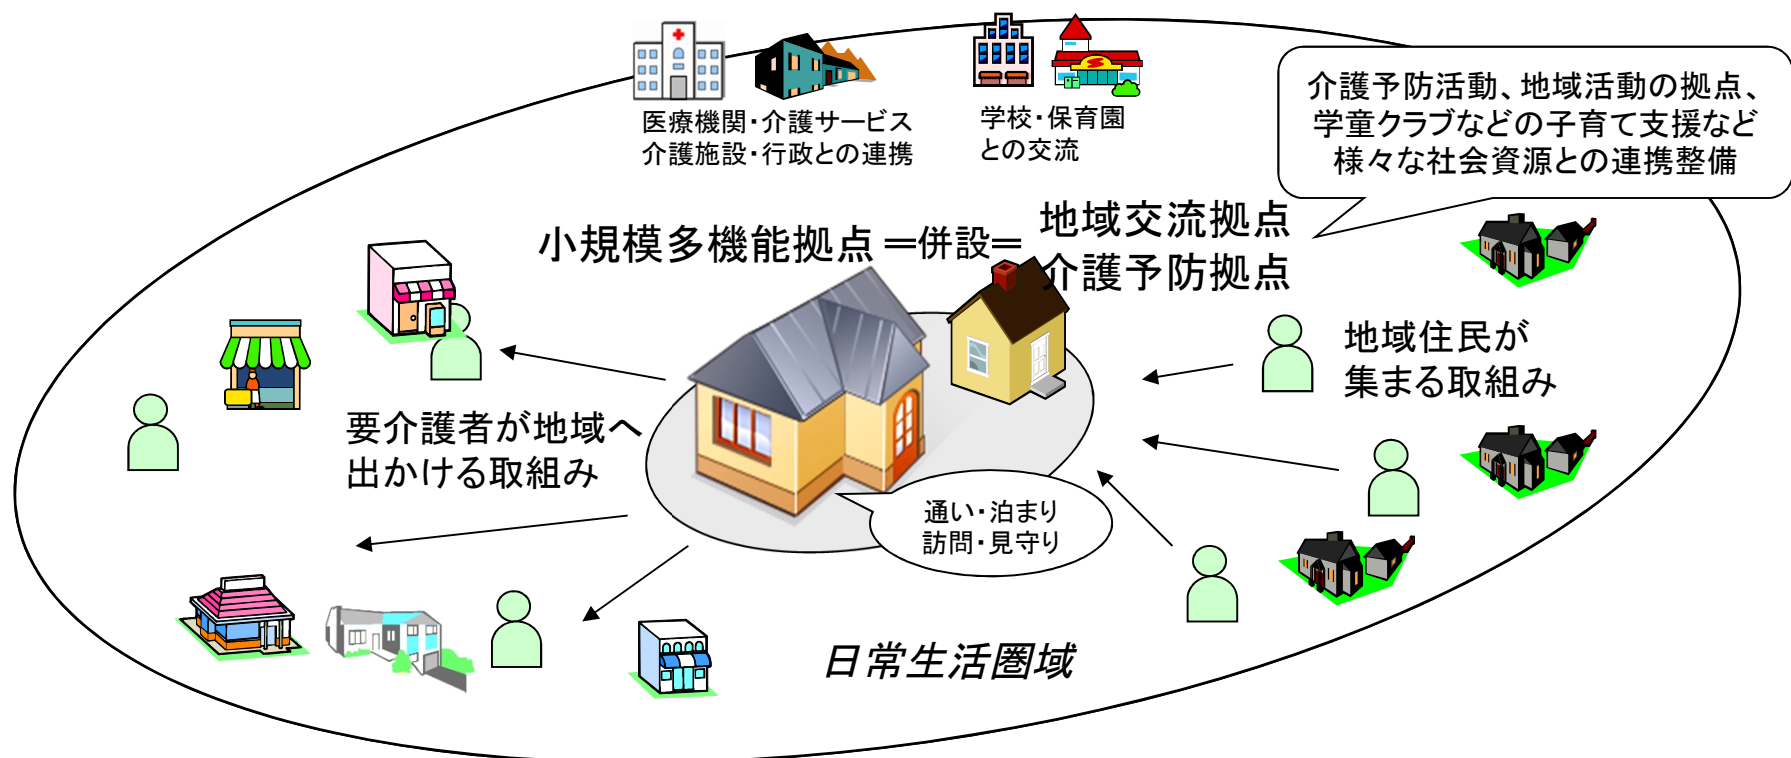 医療機関・介護サービス
介護施設・行政との連携
学校・保育園
との交流
介護予防活動、地域活動の拠点、
学童クラブなどの子育て支援など
様々な社会資源との連携整備
小規模多機能拠点＝併設＝
地域交流拠点
介護予防拠点
地域住民が
集まる取組み
要介護者が地域へ
出かける取組み
通い・泊まり
訪問・見守り
日常生活圏域